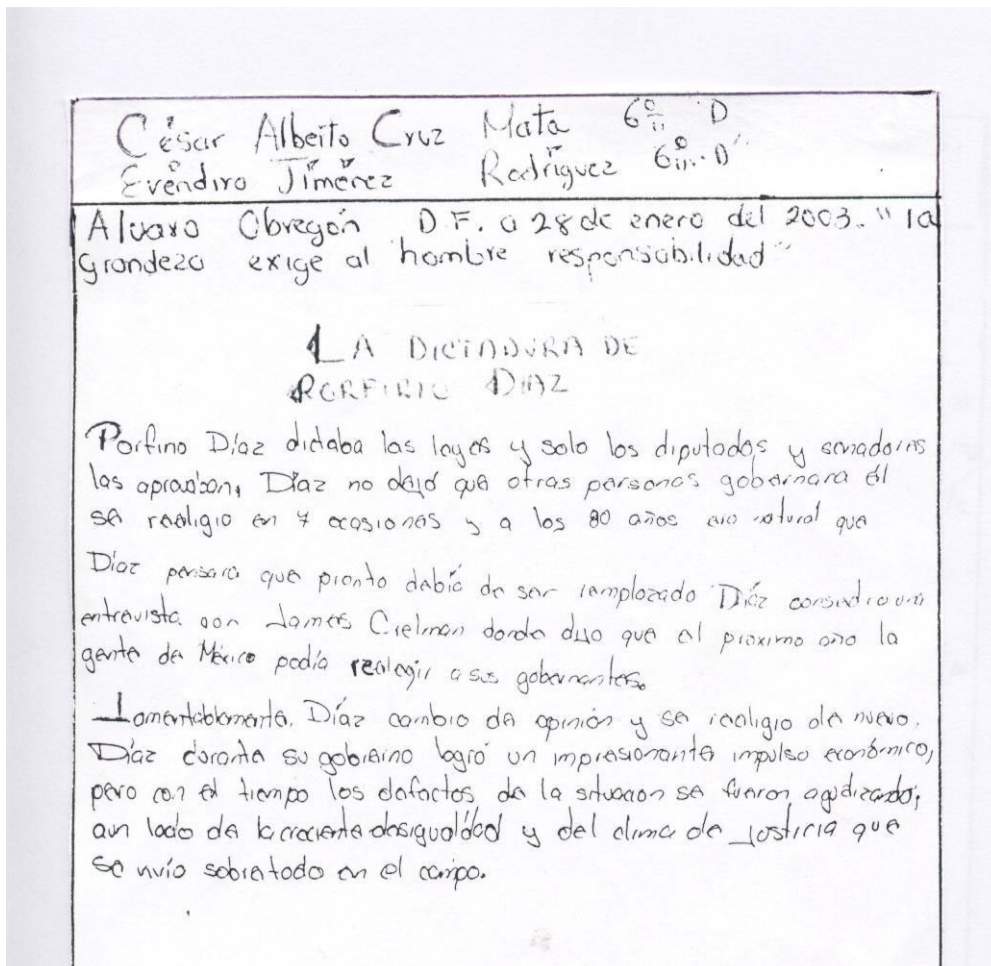 César Alberto Cruz Mata 6º D
Evendiro Jiménez Rodríguez 6º D
Alvaro Obregón D.F. a 28 de enero del 2003. "la
grandeza exige al hombre responsabilidad"
LA DICTADURA DE
PORFIRIO DIAZ
Porfirio Díaz dictaba las leyes y solo los diputados y senadores
las aprovaban, Díaz no dejó que otras personas gobernara él
se reeligio en 7 ocasiones y a los 80 años era natural que
Díaz pensara que pronto debió de ser remplazado Díaz consedio una
entrevista con James Crelman donde dijo que el proximo año la
gente de México podía reelegir a sus gobernantes.
Lamentablemente. Díaz cambio de opinión y se reeligio de nuevo.
Díaz durante su gobierno logró un impresionante impulso económico,
pero con el tiempo los defectos de la situacion se fueron agudizando,
aun lado de la creciente desigualdad y del clima de justicia que
se sobretodo en el campo.